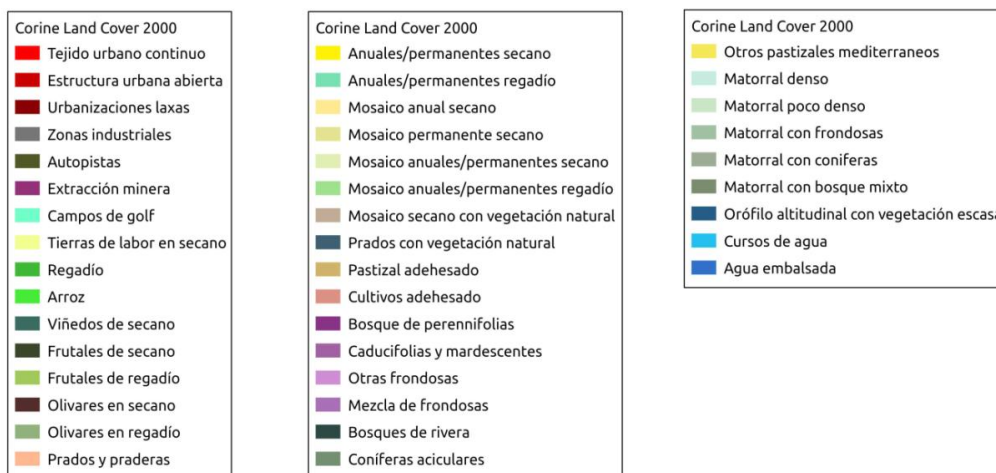 Corine Land Cover 2000
Tejido urbano continuo
Estructura urbana abierta
Urbanizaciones laxas
Zonas industriales
Autopistas
Extracción minera
Campos de golf
Tierras de labor en secano
Regadío
Arroz
Viñedos de secano
Frutales de secano
Frutales de regadío
Olivares en secano
Olivares en regadío
Prados y praderas
Corine Land Cover 2000
Anuales/permanentes secano
Anuales/permanentes regadío
Mosaico anual secano
Mosaico permanente secano
Mosaico anuales/permanentes secano
Mosaico anuales/permanentes regadío
Mosaico secano con vegetación natural
Prados con vegetación natural
Pastizal adehesado
Cultivos adehesado
Bosque de perennifolias
Caducifolias y mardescentes
Otras frondosas
Mezcla de frondosas
Bosques de rivera
Coníferas aciculares
Corine Land Cover 2000
Otros pastizales mediterraneos
Matorral denso
Matorral poco denso
Matorral con frondosas
Matorral con coniferas
Matorral con bosque mixto
Orófilo altitudinal con vegetación escasa
Cursos de agua
Agua embalsada